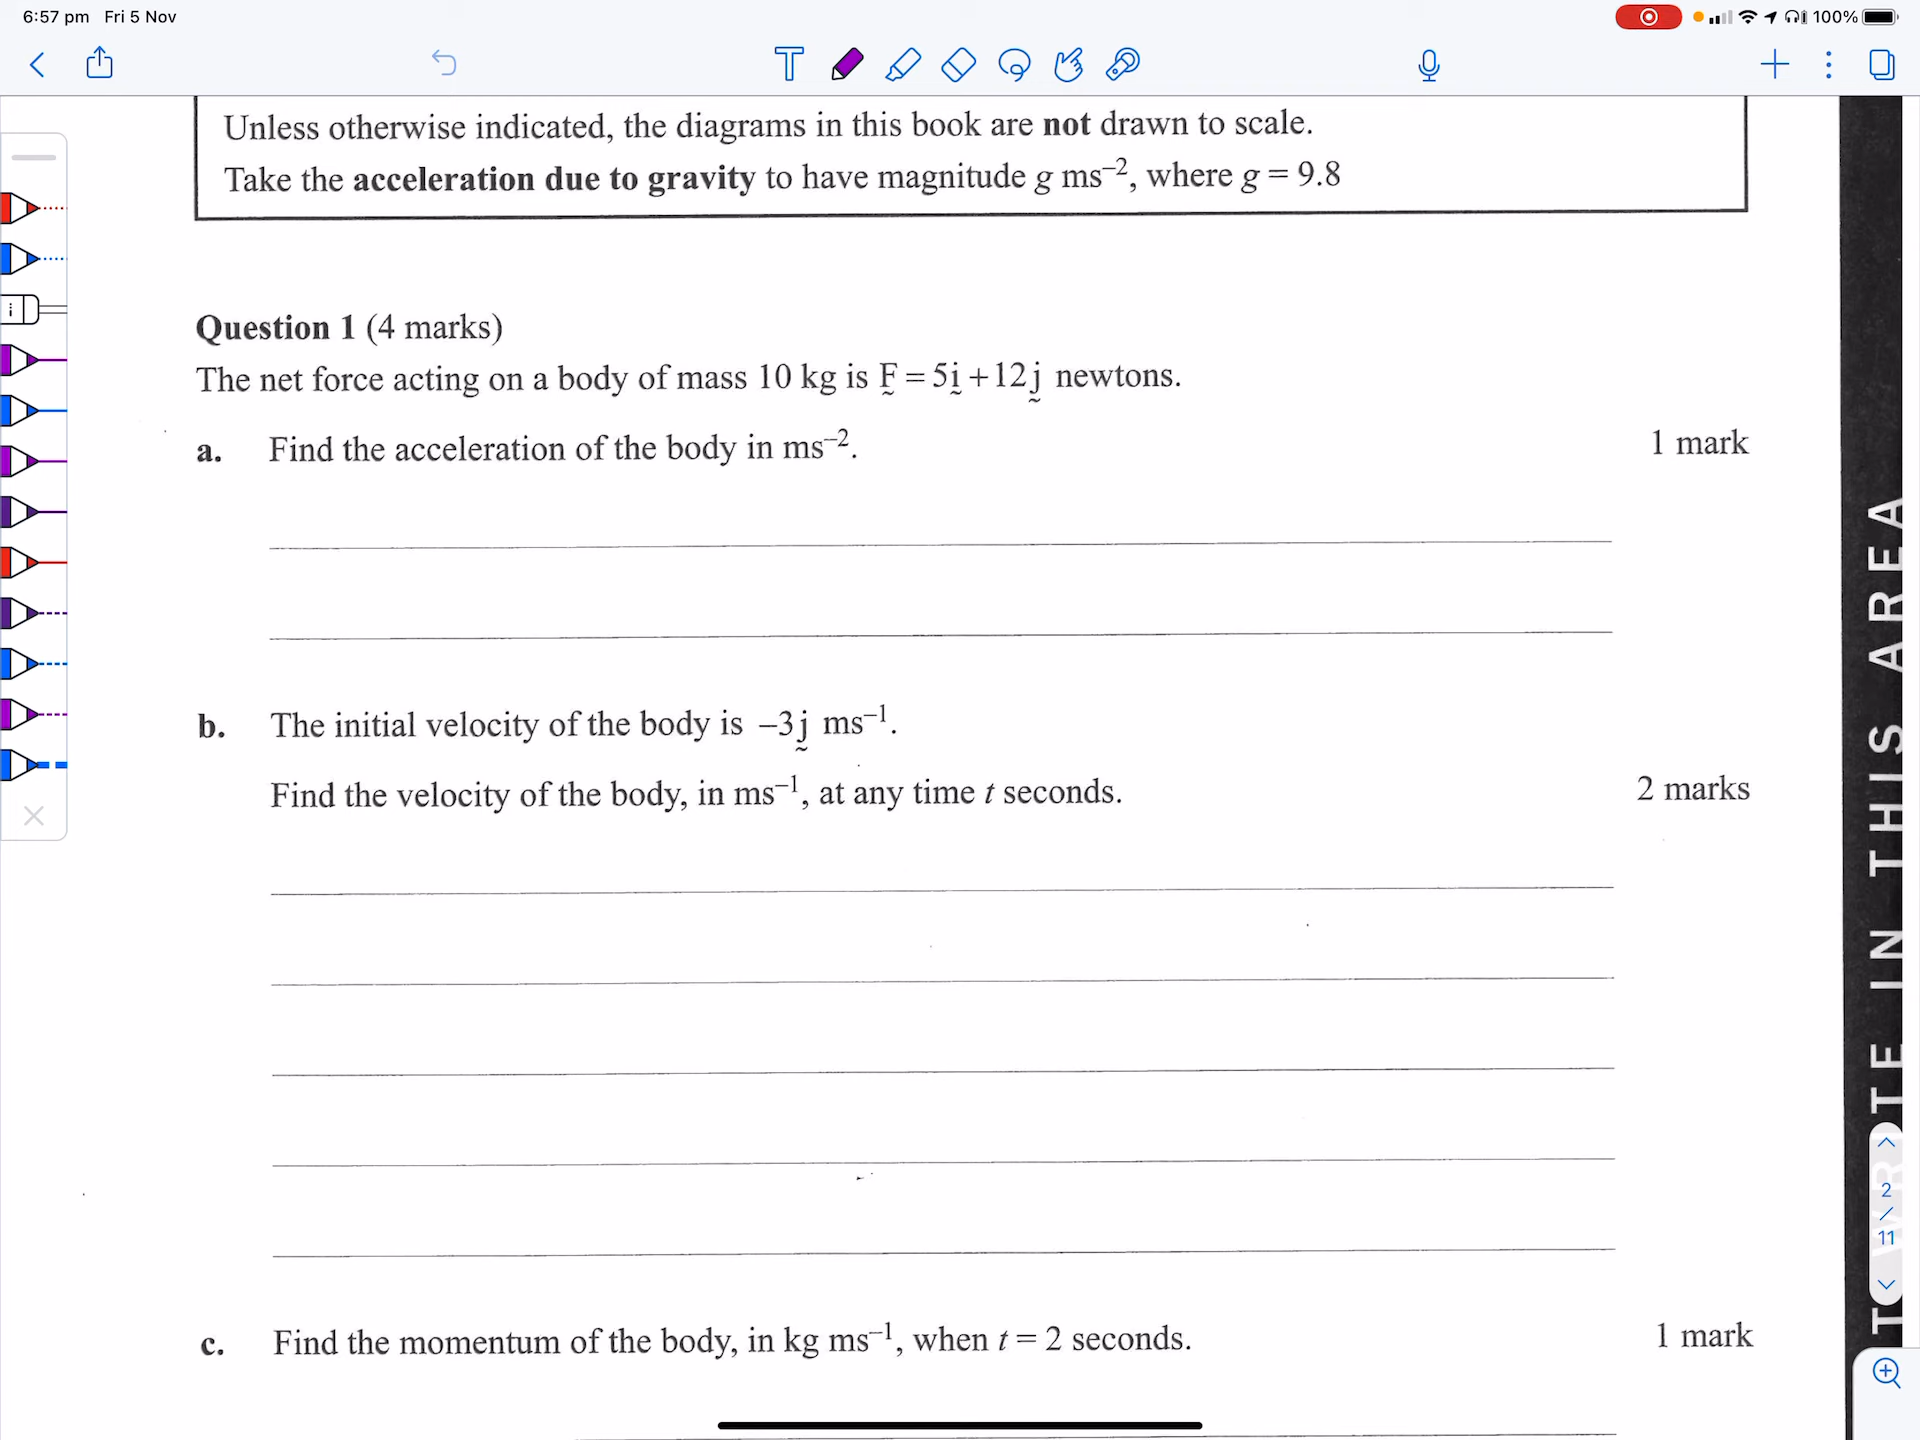 6:57 pm Fri 5 Nov
100%
Unless otherwise indicated, the diagrams in this book are not drawn to scale.
Take the acceleration due to gravity to have magnitude g ms⁻², where g = 9.8
Question 1 (4 marks)
The net force acting on a body of mass 10 kg is F̰ = 5ḭ + 12j̰ newtons.
a. Find the acceleration of the body in ms⁻². 1 mark
b. The initial velocity of the body is −3j̰ ms⁻¹.
Find the velocity of the body, in ms⁻¹, at any time t seconds. 2 marks
c. Find the momentum of the body, in kg ms⁻¹, when t = 2 seconds. 1 mark
WRITE IN THIS AREA
2
/
11